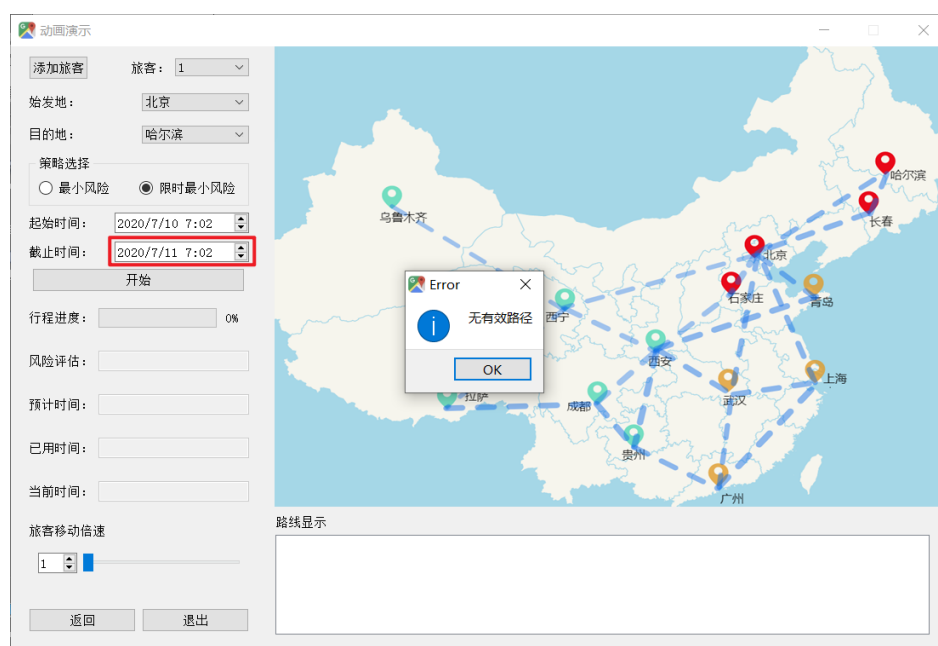 动画演示
添加旅客 旅客： 1
始发地： 北京
目的地： 哈尔滨
策略选择
最小风险 限时最小风险
起始时间： 2020/7/10 7:02
截止时间： 2020/7/11 7:02
开始
行程进度： 0%
风险评估：
预计时间：
已用时间：
当前时间：
旅客移动倍速
1
返回 退出
哈尔滨
长春
乌鲁木齐
北京
石家庄
青岛
西宁
西安
上海
武汉
拉萨
成都
贵州
广州
Error
无有效路径
OK
路线显示